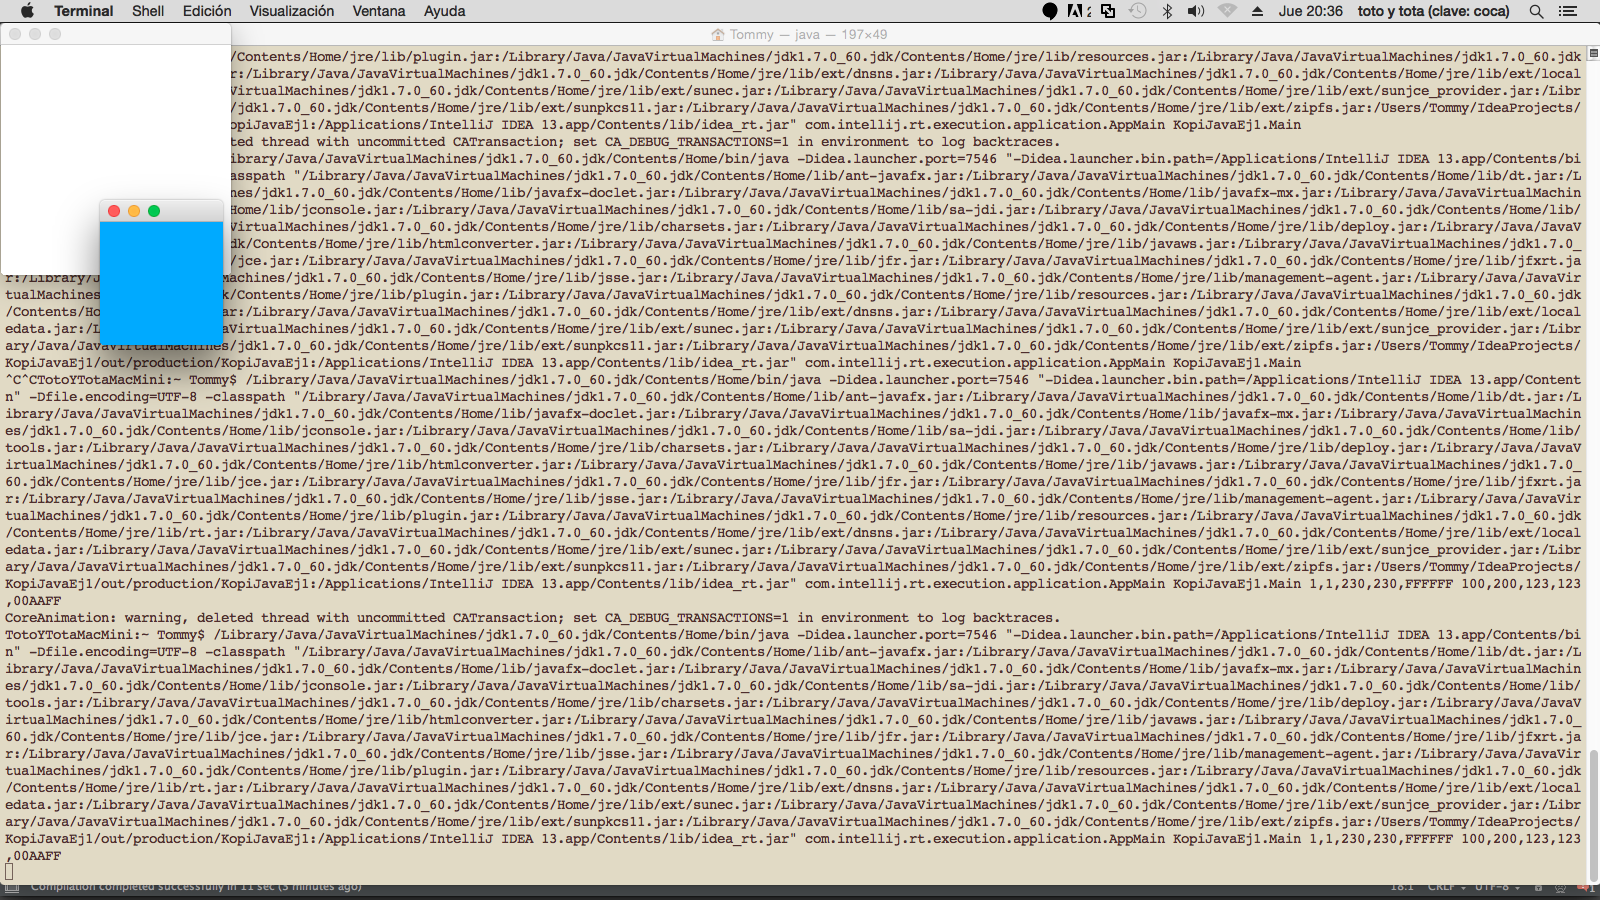 Terminal Shell Edición Visualización Ventana Ayuda 2 Jue 20:36 toto y tota (clave: coca)
Tommy — java — 197×49
/Contents/Home/jre/lib/plugin.jar:/Library/Java/JavaVirtualMachines/jdk1.7.0_60.jdk/Contents/Home/jre/lib/resources.jar:/Library/Java/JavaVirtualMachines/jdk1.7.0_60.jdk
r:/Library/Java/JavaVirtualMachines/jdk1.7.0_60.jdk/Contents/Home/jre/lib/ext/dnsns.jar:/Library/Java/JavaVirtualMachines/jdk1.7.0_60.jdk/Contents/Home/jre/lib/ext/local
Virtualmachines/jdk1.7.0_60.jdk/Contents/Home/jre/lib/ext/sunec.jar:/Library/Java/JavaVirtualMachines/jdk1.7.0_60.jdk/Contents/Home/jre/lib/ext/sunjce_provider.jar:/Libr
/jdk1.7.0_60.jdk/Contents/Home/jre/lib/ext/sunpkcs11.jar:/Library/Java/JavaVirtualMachines/jdk1.7.0_60.jdk/Contents/Home/jre/lib/ext/zipfs.jar:/Users/Tommy/IdeaProjects/
opiJavaEj1:/Applications/IntelliJ IDEA 13.app/Contents/lib/idea_rt.jar" com.intellij.rt.execution.application.AppMain KopiJavaEj1.Main
ted thread with uncommitted CATransaction; set CA_DEBUG_TRANSACTIONS=1 in environment to log backtraces.
ibrary/Java/JavaVirtualMachines/jdk1.7.0_60.jdk/Contents/Home/bin/java -Didea.launcher.port=7546 "-Didea.launcher.bin.path=/Applications/IntelliJ IDEA 13.app/Contents/bi
asspath "/Library/Java/JavaVirtualMachines/jdk1.7.0_60.jdk/Contents/Home/lib/ant-javafx.jar:/Library/Java/JavaVirtualMachines/jdk1.7.0_60.jdk/Contents/Home/lib/dt.jar:/L
nes/jdk1.7.0_60.jdk/Contents/Home/lib/javafx-doclet.jar:/Library/Java/JavaVirtualMachines/jdk1.7.0_60.jdk/Contents/Home/lib/javafx-mx.jar:/Library/Java/JavaVirtualMachin
Home/lib/jconsole.jar:/Library/Java/JavaVirtualMachines/jdk1.7.0_60.jdk/Contents/Home/lib/sa-jdi.jar:/Library/Java/JavaVirtualMachines/jdk1.7.0_60.jdk/Contents/Home/lib/
Virtualmachines/jdk1.7.0_60.jdk/Contents/Home/jre/lib/charsets.jar:/Library/Java/JavaVirtualMachines/jdk1.7.0_60.jdk/Contents/Home/jre/lib/deploy.jar:/Library/Java/JavaV
k/Contents/Home/jre/lib/htmlconverter.jar:/Library/Java/JavaVirtualMachines/jdk1.7.0_60.jdk/Contents/Home/jre/lib/javaws.jar:/Library/Java/JavaVirtualMachines/jdk1.7.0_
/jce.jar:/Library/Java/JavaVirtualMachines/jdk1.7.0_60.jdk/Contents/Home/jre/lib/jfr.jar:/Library/Java/JavaVirtualMachines/jdk1.7.0_60.jdk/Contents/Home/jre/lib/jfxrt.ja
r:/Library/J achines/jdk1.7.0_60.jdk/Contents/Home/jre/lib/jsse.jar:/Library/Java/JavaVirtualMachines/jdk1.7.0_60.jdk/Contents/Home/jre/lib/management-agent.jar:/Library/Java/JavaVir
tualMachines k/Contents/Home/jre/lib/plugin.jar:/Library/Java/JavaVirtualMachines/jdk1.7.0_60.jdk/Contents/Home/jre/lib/resources.jar:/Library/Java/JavaVirtualMachines/jdk1.7.0_60.jdk
/Contents/Ho ar:/Library/Java/JavaVirtualMachines/jdk1.7.0_60.jdk/Contents/Home/jre/lib/ext/dnsns.jar:/Library/Java/JavaVirtualMachines/jdk1.7.0_60.jdk/Contents/Home/jre/lib/ext/local
edata.jar:/L aVirtualMachines/jdk1.7.0_60.jdk/Contents/Home/jre/lib/ext/sunec.jar:/Library/Java/JavaVirtualMachines/jdk1.7.0_60.jdk/Contents/Home/jre/lib/ext/sunjce_provider.jar:/Libr
ary/Java/JavaVirtualMachines/jdk1.7.0_60.jdk/Contents/Home/jre/lib/ext/sunpkcs11.jar:/Library/Java/JavaVirtualMachines/jdk1.7.0_60.jdk/Contents/Home/jre/lib/ext/zipfs.jar:/Users/Tommy/IdeaProjects/
KopiJavaEj1/out/production/KopiJavaEj1:/Applications/IntelliJ IDEA 13.app/Contents/lib/idea_rt.jar" com.intellij.rt.execution.application.AppMain KopiJavaEj1.Main
^C^CTotoYTotaMacMini:~ Tommy$ /Library/Java/JavaVirtualMachines/jdk1.7.0_60.jdk/Contents/Home/bin/java -Didea.launcher.port=7546 "-Didea.launcher.bin.path=/Applications/IntelliJ IDEA 13.app/Content
n" -Dfile.encoding=UTF-8 -classpath "/Library/Java/JavaVirtualMachines/jdk1.7.0_60.jdk/Contents/Home/lib/ant-javafx.jar:/Library/Java/JavaVirtualMachines/jdk1.7.0_60.jdk/Contents/Home/lib/dt.jar:/L
ibrary/Java/JavaVirtualMachines/jdk1.7.0_60.jdk/Contents/Home/lib/javafx-doclet.jar:/Library/Java/JavaVirtualMachines/jdk1.7.0_60.jdk/Contents/Home/lib/javafx-mx.jar:/Library/Java/JavaVirtualMachin
es/jdk1.7.0_60.jdk/Contents/Home/lib/jconsole.jar:/Library/Java/JavaVirtualMachines/jdk1.7.0_60.jdk/Contents/Home/lib/sa-jdi.jar:/Library/Java/JavaVirtualMachines/jdk1.7.0_60.jdk/Contents/Home/lib/
tools.jar:/Library/Java/JavaVirtualMachines/jdk1.7.0_60.jdk/Contents/Home/jre/lib/charsets.jar:/Library/Java/JavaVirtualMachines/jdk1.7.0_60.jdk/Contents/Home/jre/lib/deploy.jar:/Library/Java/JavaV
irtualMachines/jdk1.7.0_60.jdk/Contents/Home/jre/lib/htmlconverter.jar:/Library/Java/JavaVirtualMachines/jdk1.7.0_60.jdk/Contents/Home/jre/lib/javaws.jar:/Library/Java/JavaVirtualMachines/jdk1.7.0_
60.jdk/Contents/Home/jre/lib/jce.jar:/Library/Java/JavaVirtualMachines/jdk1.7.0_60.jdk/Contents/Home/jre/lib/jfr.jar:/Library/Java/JavaVirtualMachines/jdk1.7.0_60.jdk/Contents/Home/jre/lib/jfxrt.ja
r:/Library/Java/JavaVirtualMachines/jdk1.7.0_60.jdk/Contents/Home/jre/lib/jsse.jar:/Library/Java/JavaVirtualMachines/jdk1.7.0_60.jdk/Contents/Home/jre/lib/management-agent.jar:/Library/Java/JavaVir
tualMachines/jdk1.7.0_60.jdk/Contents/Home/jre/lib/plugin.jar:/Library/Java/JavaVirtualMachines/jdk1.7.0_60.jdk/Contents/Home/jre/lib/resources.jar:/Library/Java/JavaVirtualMachines/jdk1.7.0_60.jdk
/Contents/Home/jre/lib/rt.jar:/Library/Java/JavaVirtualMachines/jdk1.7.0_60.jdk/Contents/Home/jre/lib/ext/dnsns.jar:/Library/Java/JavaVirtualMachines/jdk1.7.0_60.jdk/Contents/Home/jre/lib/ext/local
edata.jar:/Library/Java/JavaVirtualMachines/jdk1.7.0_60.jdk/Contents/Home/jre/lib/ext/sunec.jar:/Library/Java/JavaVirtualMachines/jdk1.7.0_60.jdk/Contents/Home/jre/lib/ext/sunjce_provider.jar:/Libr
ary/Java/JavaVirtualMachines/jdk1.7.0_60.jdk/Contents/Home/jre/lib/ext/sunpkcs11.jar:/Library/Java/JavaVirtualMachines/jdk1.7.0_60.jdk/Contents/Home/jre/lib/ext/zipfs.jar:/Users/Tommy/IdeaProjects/
KopiJavaEj1/out/production/KopiJavaEj1:/Applications/IntelliJ IDEA 13.app/Contents/lib/idea_rt.jar" com.intellij.rt.execution.application.AppMain KopiJavaEj1.Main 1,1,230,230,FFFFFF 100,200,123,123
,00AAFF
CoreAnimation: warning, deleted thread with uncommitted CATransaction; set CA_DEBUG_TRANSACTIONS=1 in environment to log backtraces.
TotoYTotaMacMini:~ Tommy$ /Library/Java/JavaVirtualMachines/jdk1.7.0_60.jdk/Contents/Home/bin/java -Didea.launcher.port=7546 "-Didea.launcher.bin.path=/Applications/IntelliJ IDEA 13.app/Contents/bi
n" -Dfile.encoding=UTF-8 -classpath "/Library/Java/JavaVirtualMachines/jdk1.7.0_60.jdk/Contents/Home/lib/ant-javafx.jar:/Library/Java/JavaVirtualMachines/jdk1.7.0_60.jdk/Contents/Home/lib/dt.jar:/L
ibrary/Java/JavaVirtualMachines/jdk1.7.0_60.jdk/Contents/Home/lib/javafx-doclet.jar:/Library/Java/JavaVirtualMachines/jdk1.7.0_60.jdk/Contents/Home/lib/javafx-mx.jar:/Library/Java/JavaVirtualMachin
es/jdk1.7.0_60.jdk/Contents/Home/lib/jconsole.jar:/Library/Java/JavaVirtualMachines/jdk1.7.0_60.jdk/Contents/Home/lib/sa-jdi.jar:/Library/Java/JavaVirtualMachines/jdk1.7.0_60.jdk/Contents/Home/lib/
tools.jar:/Library/Java/JavaVirtualMachines/jdk1.7.0_60.jdk/Contents/Home/jre/lib/charsets.jar:/Library/Java/JavaVirtualMachines/jdk1.7.0_60.jdk/Contents/Home/jre/lib/deploy.jar:/Library/Java/JavaV
irtualMachines/jdk1.7.0_60.jdk/Contents/Home/jre/lib/htmlconverter.jar:/Library/Java/JavaVirtualMachines/jdk1.7.0_60.jdk/Contents/Home/jre/lib/javaws.jar:/Library/Java/JavaVirtualMachines/jdk1.7.0_
60.jdk/Contents/Home/jre/lib/jce.jar:/Library/Java/JavaVirtualMachines/jdk1.7.0_60.jdk/Contents/Home/jre/lib/jfr.jar:/Library/Java/JavaVirtualMachines/jdk1.7.0_60.jdk/Contents/Home/jre/lib/jfxrt.ja
r:/Library/Java/JavaVirtualMachines/jdk1.7.0_60.jdk/Contents/Home/jre/lib/jsse.jar:/Library/Java/JavaVirtualMachines/jdk1.7.0_60.jdk/Contents/Home/jre/lib/management-agent.jar:/Library/Java/JavaVir
tualMachines/jdk1.7.0_60.jdk/Contents/Home/jre/lib/plugin.jar:/Library/Java/JavaVirtualMachines/jdk1.7.0_60.jdk/Contents/Home/jre/lib/resources.jar:/Library/Java/JavaVirtualMachines/jdk1.7.0_60.jdk
/Contents/Home/jre/lib/rt.jar:/Library/Java/JavaVirtualMachines/jdk1.7.0_60.jdk/Contents/Home/jre/lib/ext/dnsns.jar:/Library/Java/JavaVirtualMachines/jdk1.7.0_60.jdk/Contents/Home/jre/lib/ext/local
edata.jar:/Library/Java/JavaVirtualMachines/jdk1.7.0_60.jdk/Contents/Home/jre/lib/ext/sunec.jar:/Library/Java/JavaVirtualMachines/jdk1.7.0_60.jdk/Contents/Home/jre/lib/ext/sunjce_provider.jar:/Libr
ary/Java/JavaVirtualMachines/jdk1.7.0_60.jdk/Contents/Home/jre/lib/ext/sunpkcs11.jar:/Library/Java/JavaVirtualMachines/jdk1.7.0_60.jdk/Contents/Home/jre/lib/ext/zipfs.jar:/Users/Tommy/IdeaProjects/
KopiJavaEj1/out/production/KopiJavaEj1:/Applications/IntelliJ IDEA 13.app/Contents/lib/idea_rt.jar" com.intellij.rt.execution.application.AppMain KopiJavaEj1.Main 1,1,230,230,FFFFFF 100,200,123,123
,00AAFF
Compilation completed successfully in 11 sec (3 minutes ago) 18:1 CRLF UTF-8 1